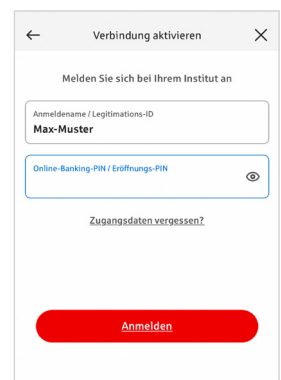 Verbindung aktivieren
Melden Sie sich bei Ihrem Institut an
Anmeldename / Legitimations-ID
Max-Muster
Online-Banking-PIN / Eröffnungs-PIN
Zugangsdaten vergessen?
Anmelden